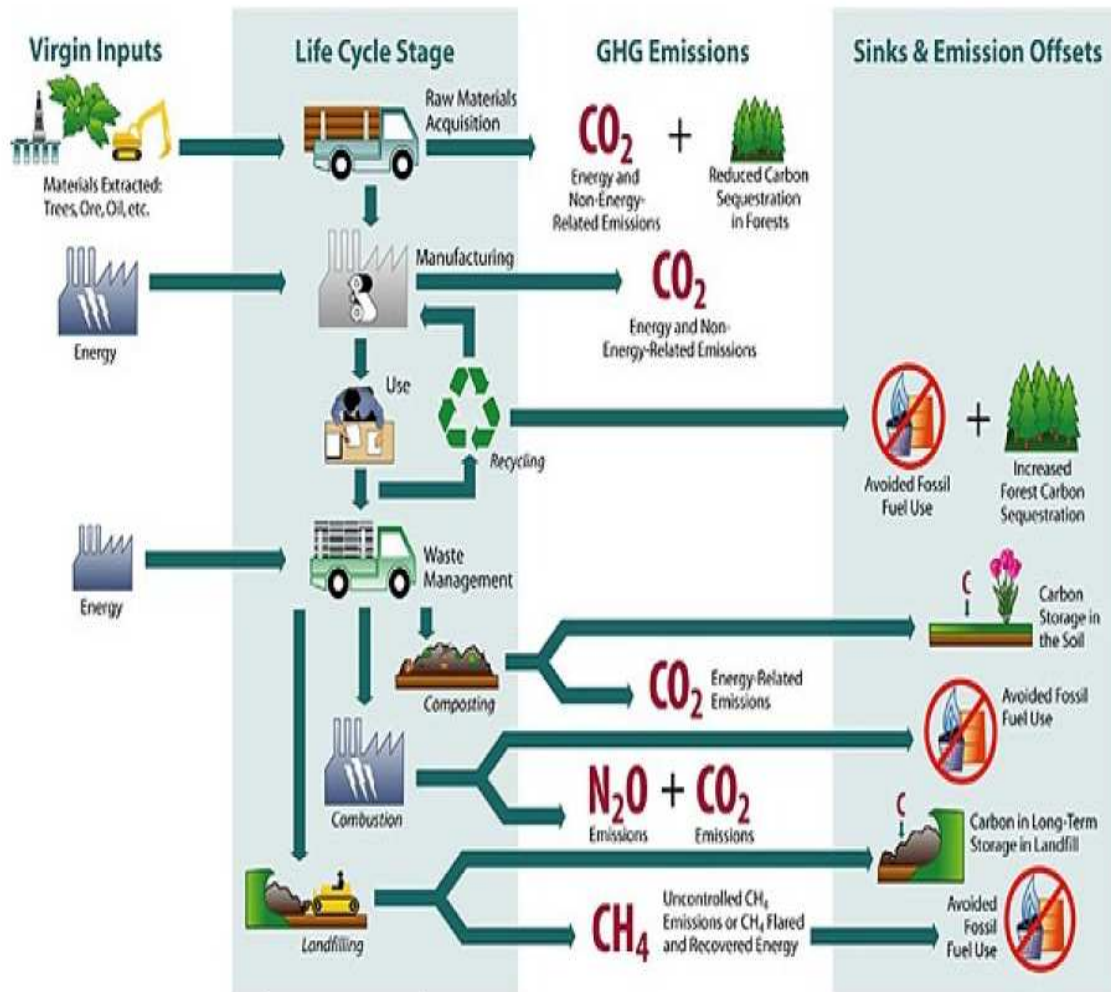 Virgin Inputs
Life Cycle Stage
GHG Emissions
Sinks & Emission Offsets
Materials Extracted:
Trees, Ore, Oil, etc.
Raw Materials
Acquisition
CO₂
Energy and
Non-Energy-
Related Emissions
+
Reduced Carbon
Sequestration
in Forests
Energy
Manufacturing
CO₂
Energy and Non-
Energy-Related Emissions
Use
Recycling
Avoided Fossil
Fuel Use
+
Increased
Forest Carbon
Sequestration
Energy
Waste
Management
Composting
C
Carbon
Storage in
the Soil
CO₂
Energy-Related
Emissions
Combustion
Avoided Fossil
Fuel Use
N₂O + CO₂
Emissions
Emissions
Landfilling
C
Carbon in Long-Term
Storage in Landfill
CH₄
Uncontrolled CH₄
Emissions or CH₄ Flared
and Recovered Energy
Avoided
Fossil
Fuel Use